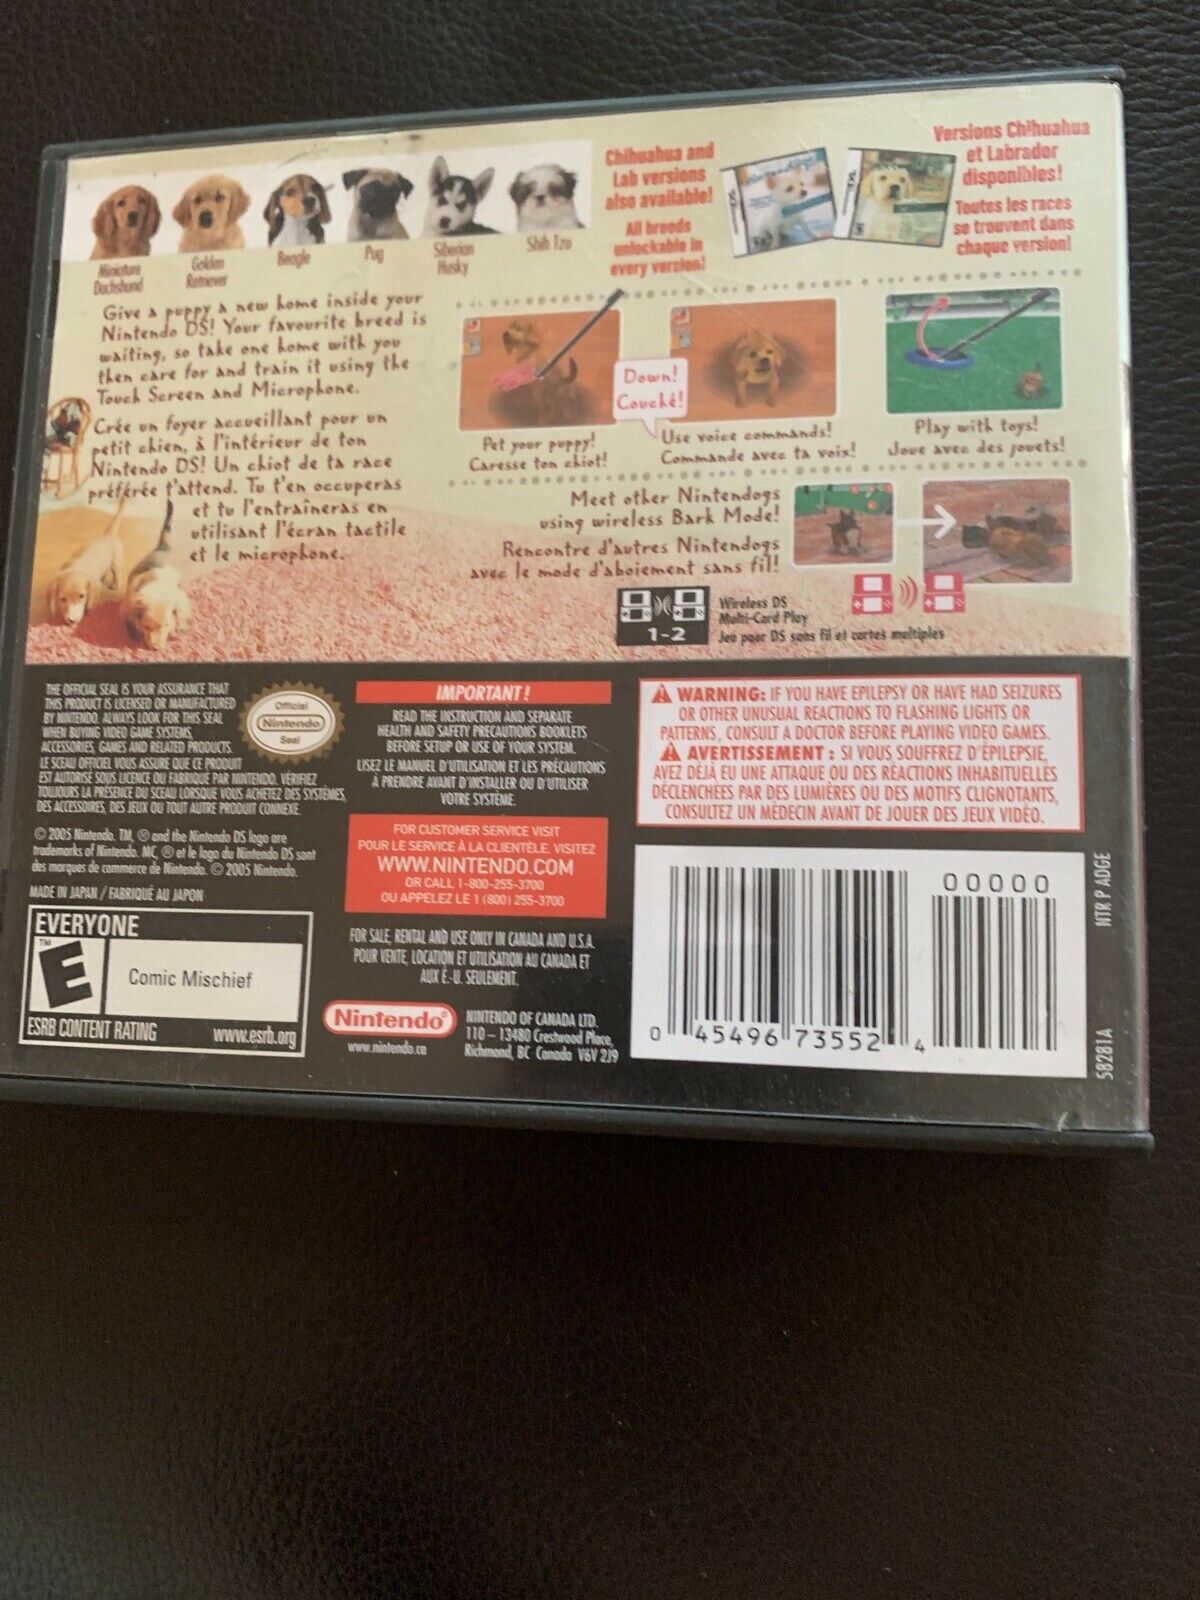 Miniature
Dachshund
Golden
Retriever
Beagle
Pug
Siberian
Husky
Shih Tzu
Chihuahua and
Lab versions
also available!
All breeds
unlockable in
every version!
Versions Chihuahua
et Labrador
disponibles!
Toutes les races
se trouvent dans
chaque version!
Give a puppy a new home inside your
Nintendo DS! Your favourite breed is
waiting, so take one home with you
then care for and train it using the
Touch Screen and Microphone.
Crée un foyer accueillant pour un
petit chien, à l'intérieur de ton
Nintendo DS! Un chiot de ta race
préférée t'attend. Tu t'en occuperas
et tu l'entraîneras en
utilisant l'écran tactile
et le microphone.
Down!
Couché!
Pet your puppy!
Caresse ton chiot!
Use voice commands!
Commande avec ta voix!
Play with toys!
Joue avec des jouets!
Meet other Nintendogs
using wireless Bark Mode!
Rencontre d'autres Nintendogs
avec le mode d'aboiement sans fil!
1-2
Wireless DS
Multi-Card Play
Jeu pour DS sans fil et cartes multiples
THE OFFICIAL SEAL IS YOUR ASSURANCE THAT
THIS PRODUCT IS LICENSED OR MANUFACTURED
BY NINTENDO. ALWAYS LOOK FOR THIS SEAL
WHEN BUYING VIDEO GAME SYSTEMS,
ACCESSORIES, GAMES AND RELATED PRODUCTS.
LE SCEAU OFFICIEL VOUS ASSURE QUE CE PRODUIT
EST AUTORISÉ SOUS LICENCE OU FABRIQUÉ PAR NINTENDO. VÉRIFIEZ
TOUJOURS LA PRÉSENCE DU SCEAU LORSQUE VOUS ACHETEZ DES SYSTÈMES,
DES ACCESSOIRES, DES JEUX OU TOUT AUTRE PRODUIT CONNEXE.
Official
Nintendo
Seal
© 2005 Nintendo. TM, ® and the Nintendo DS logo are
trademarks of Nintendo. MC, ® et le logo du Nintendo DS sont
des marques de commerce de Nintendo. © 2005 Nintendo.
MADE IN JAPAN / FABRIQUÉ AU JAPON
EVERYONE
TM
E
Comic Mischief
ESRB CONTENT RATING
www.esrb.org
IMPORTANT !
READ THE INSTRUCTION AND SEPARATE
HEALTH AND SAFETY PRECAUTIONS BOOKLETS
BEFORE SETUP OR USE OF YOUR SYSTEM.
LISEZ LE MANUEL D'UTILISATION ET LES PRÉCAUTIONS
À PRENDRE AVANT D'INSTALLER OU D'UTILISER
VOTRE SYSTÈME.
FOR CUSTOMER SERVICE VISIT
POUR LE SERVICE À LA CLIENTÈLE, VISITEZ
WWW.NINTENDO.COM
OR CALL 1-800-255-3700
OU APPELEZ LE 1 (800) 255-3700
FOR SALE, RENTAL AND USE ONLY IN CANADA AND U.S.A.
POUR VENTE, LOCATION ET UTILISATION AU CANADA ET
AUX É.-U. SEULEMENT.
Nintendo®
www.nintendo.ca
NINTENDO OF CANADA LTD.
110 – 13480 Crestwood Place,
Richmond, BC Canada V6V 2J9
WARNING: IF YOU HAVE EPILEPSY OR HAVE HAD SEIZURES
OR OTHER UNUSUAL REACTIONS TO FLASHING LIGHTS OR
PATTERNS, CONSULT A DOCTOR BEFORE PLAYING VIDEO GAMES.
AVERTISSEMENT : SI VOUS SOUFFREZ D'ÉPILEPSIE,
AVEZ DÉJÀ EU UNE ATTAQUE OU DES RÉACTIONS INHABITUELLES
DÉCLENCHÉES PAR DES LUMIÈRES OU DES MOTIFS CLIGNOTANTS,
CONSULTEZ UN MÉDECIN AVANT DE JOUER DES JEUX VIDÉO.
00000
0 45496 73552 4
NTR P ADGE
58281A